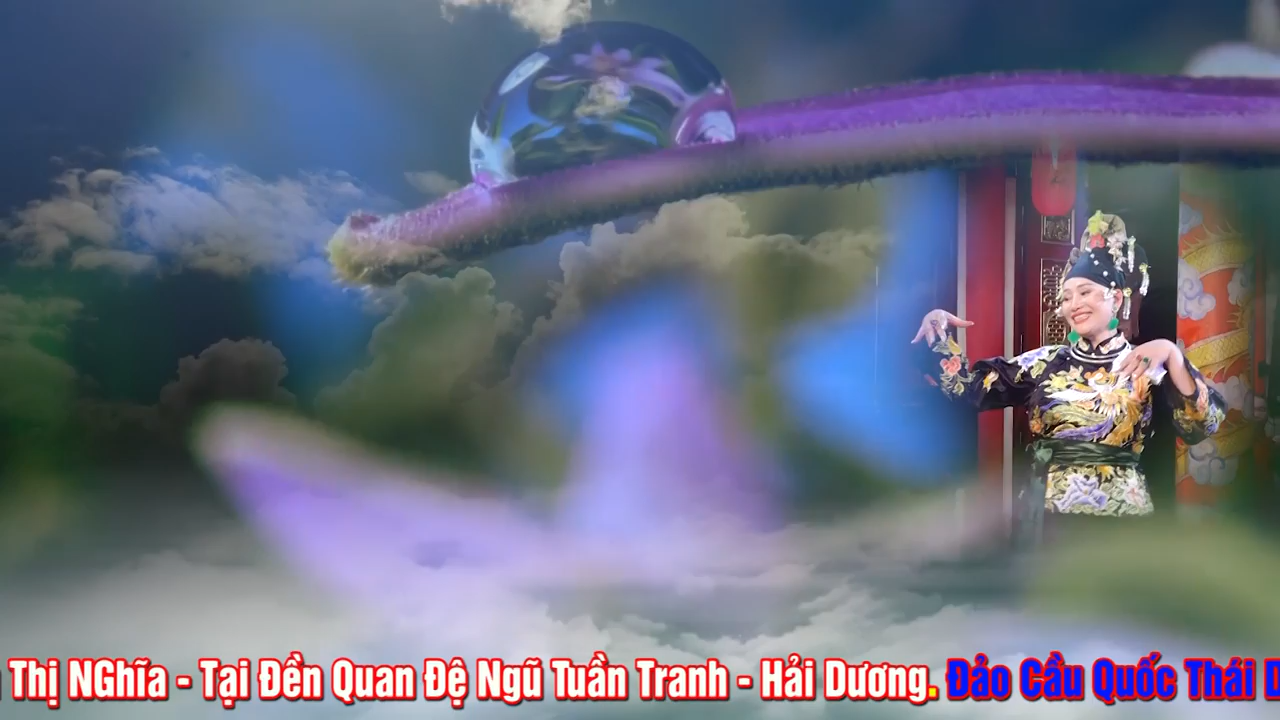 Thị NGhĩa - Tại Đền Quan Đệ Ngũ Tuần Tranh - Hải Dương. Đảo Cầu Quốc Thái